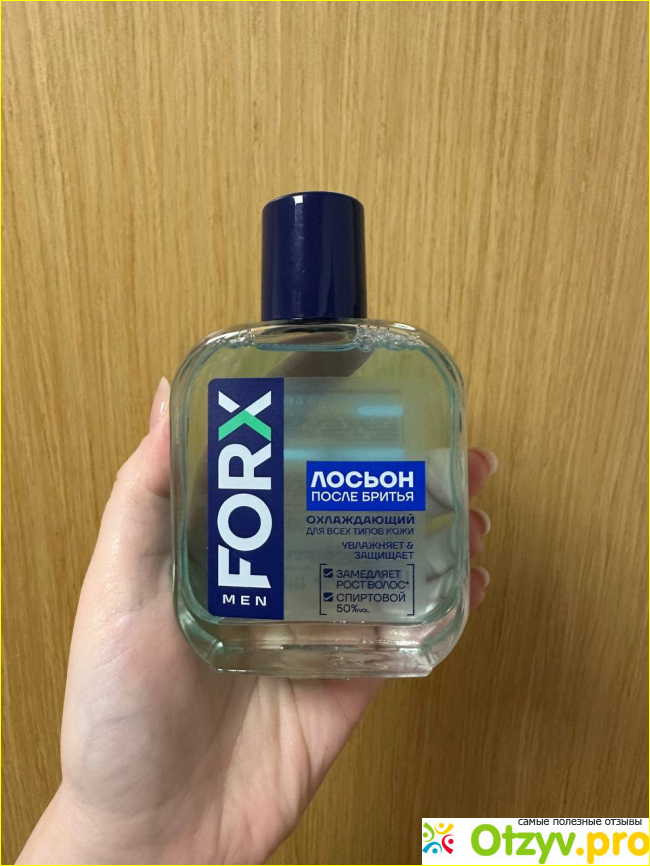 FORX
MEN
ЛОСЬОН
ПОСЛЕ БРИТЬЯ
ОХЛАЖДАЮЩИЙ
ДЛЯ ВСЕХ ТИПОВ КОЖИ
УВЛАЖНЯЕТ &
ЗАЩИЩАЕТ
ЗАМЕДЛЯЕТ
РОСТ ВОЛОС*
СПИРТОВОЙ
50% VOL.
самые полезные отзывы
Otzyv.pro